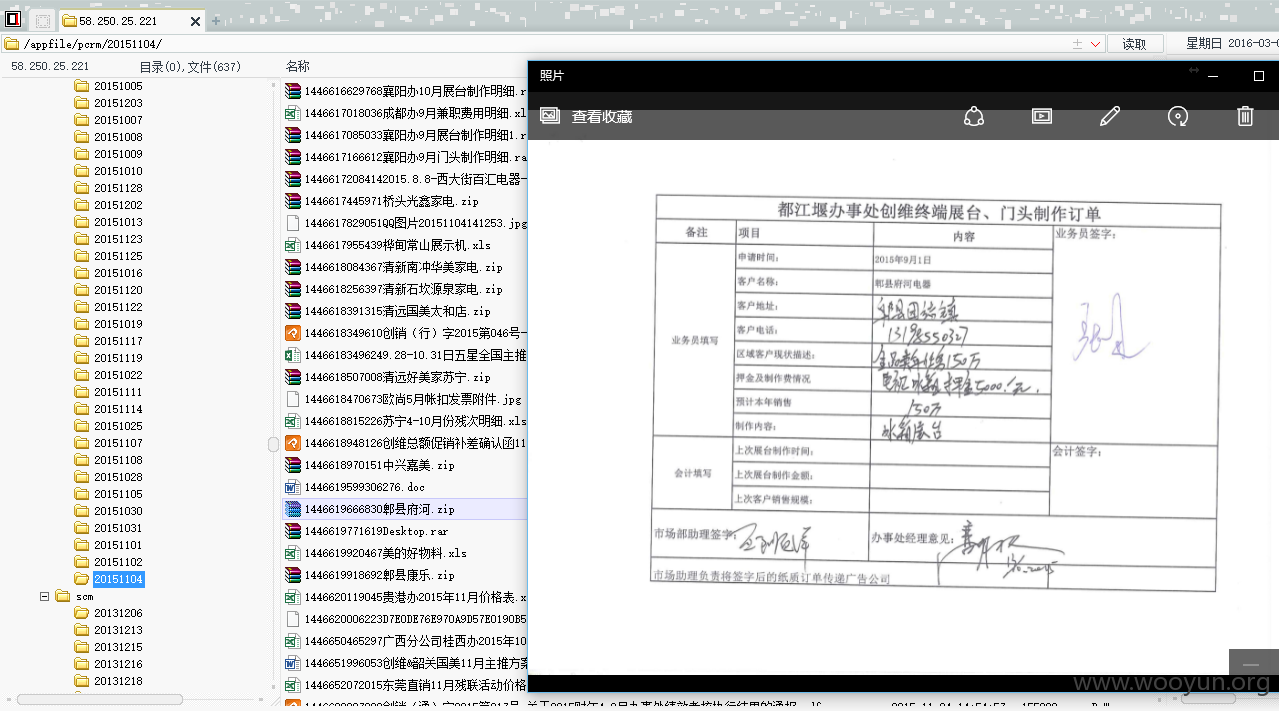 58.250.25.221
/appfile/pcrm/20151104/
读取
星期日 2016-03-0
58.250.25.221
目录(0),文件(637)
名称
20151005
20151203
20151007
20151008
20151009
20151010
20151128
20151202
20151013
20151123
20151125
20151016
20151120
20151122
20151019
20151117
20151119
20151022
20151111
20151114
20151025
20151107
20151108
20151028
20151105
20151030
20151031
20151101
20151102
20151104
scm
20131206
20131213
20131215
20131216
20131218
1446616629768襄阳办10月展台制作明细.r
1446617018036成都办9月兼职费用明细.xl
1446617085033襄阳办9月展台制作明细1.r
1446617166612襄阳办9月门头制作明细.ra
14466172084142015.8.8-西大街百汇电器-
1446617445971桥头光鑫家电.zip
1446617845129QQ图片20151104141253.jpg
1446617995399桦甸常山展示机.xls
1446618084367清新南冲华美家电.zip
1446618256397清新石坎源泉家电.zip
1446618391315清远国美大和店.zip
1446618349610创销（行）字2015第046号-
1446618349624 9.28-10.31日五星全国主推
1446618507898清远好美家苏宁.zip
1446618470673欧尚5月帐扣发票附件.jpg
1446618815226苏宁4-10月份残次明细.xls
1446618948126创维总额促销补差确认函11
1446618970151中兴嘉美.zip
1446619599306276.doc
郫县府河.zip
1446619771619Desktop.rar
1446619920467美的好物料.xls
郫县康乐.zip
1446620119045贵港办2015年11月价格表.x
1446620006223D7E0DE76E970A9D57E0190B5
1446650465297广西分公司桂西办2015年10
1446651996053创维&韶关国美11月主推方案
1446652072015东莞直销11月残联活动价格
照片
查看收藏
都江堰办事处创维终端展台、门头制作订单
备注 项目 内容 业务员签字：
业务员填写
申请时间： 2015年9月1日
客户名称： 郫县府河电器
客户地址： 郫县团结镇
客户电话： 13198550327
区域客户现状描述： 全品类年销售150万
押金及制作费情况 电视冰箱押金5000.元.
预计本年销售 150万
制作内容： 冰箱展台
会计填写
上次展台制作时间： 会计签字：
上次展台制作金额：
上次客户销售规模：
市场部助理签字： 办事处经理意见：
市场助理负责将签字后的纸质订单传递广告公司
www.wooyun.org